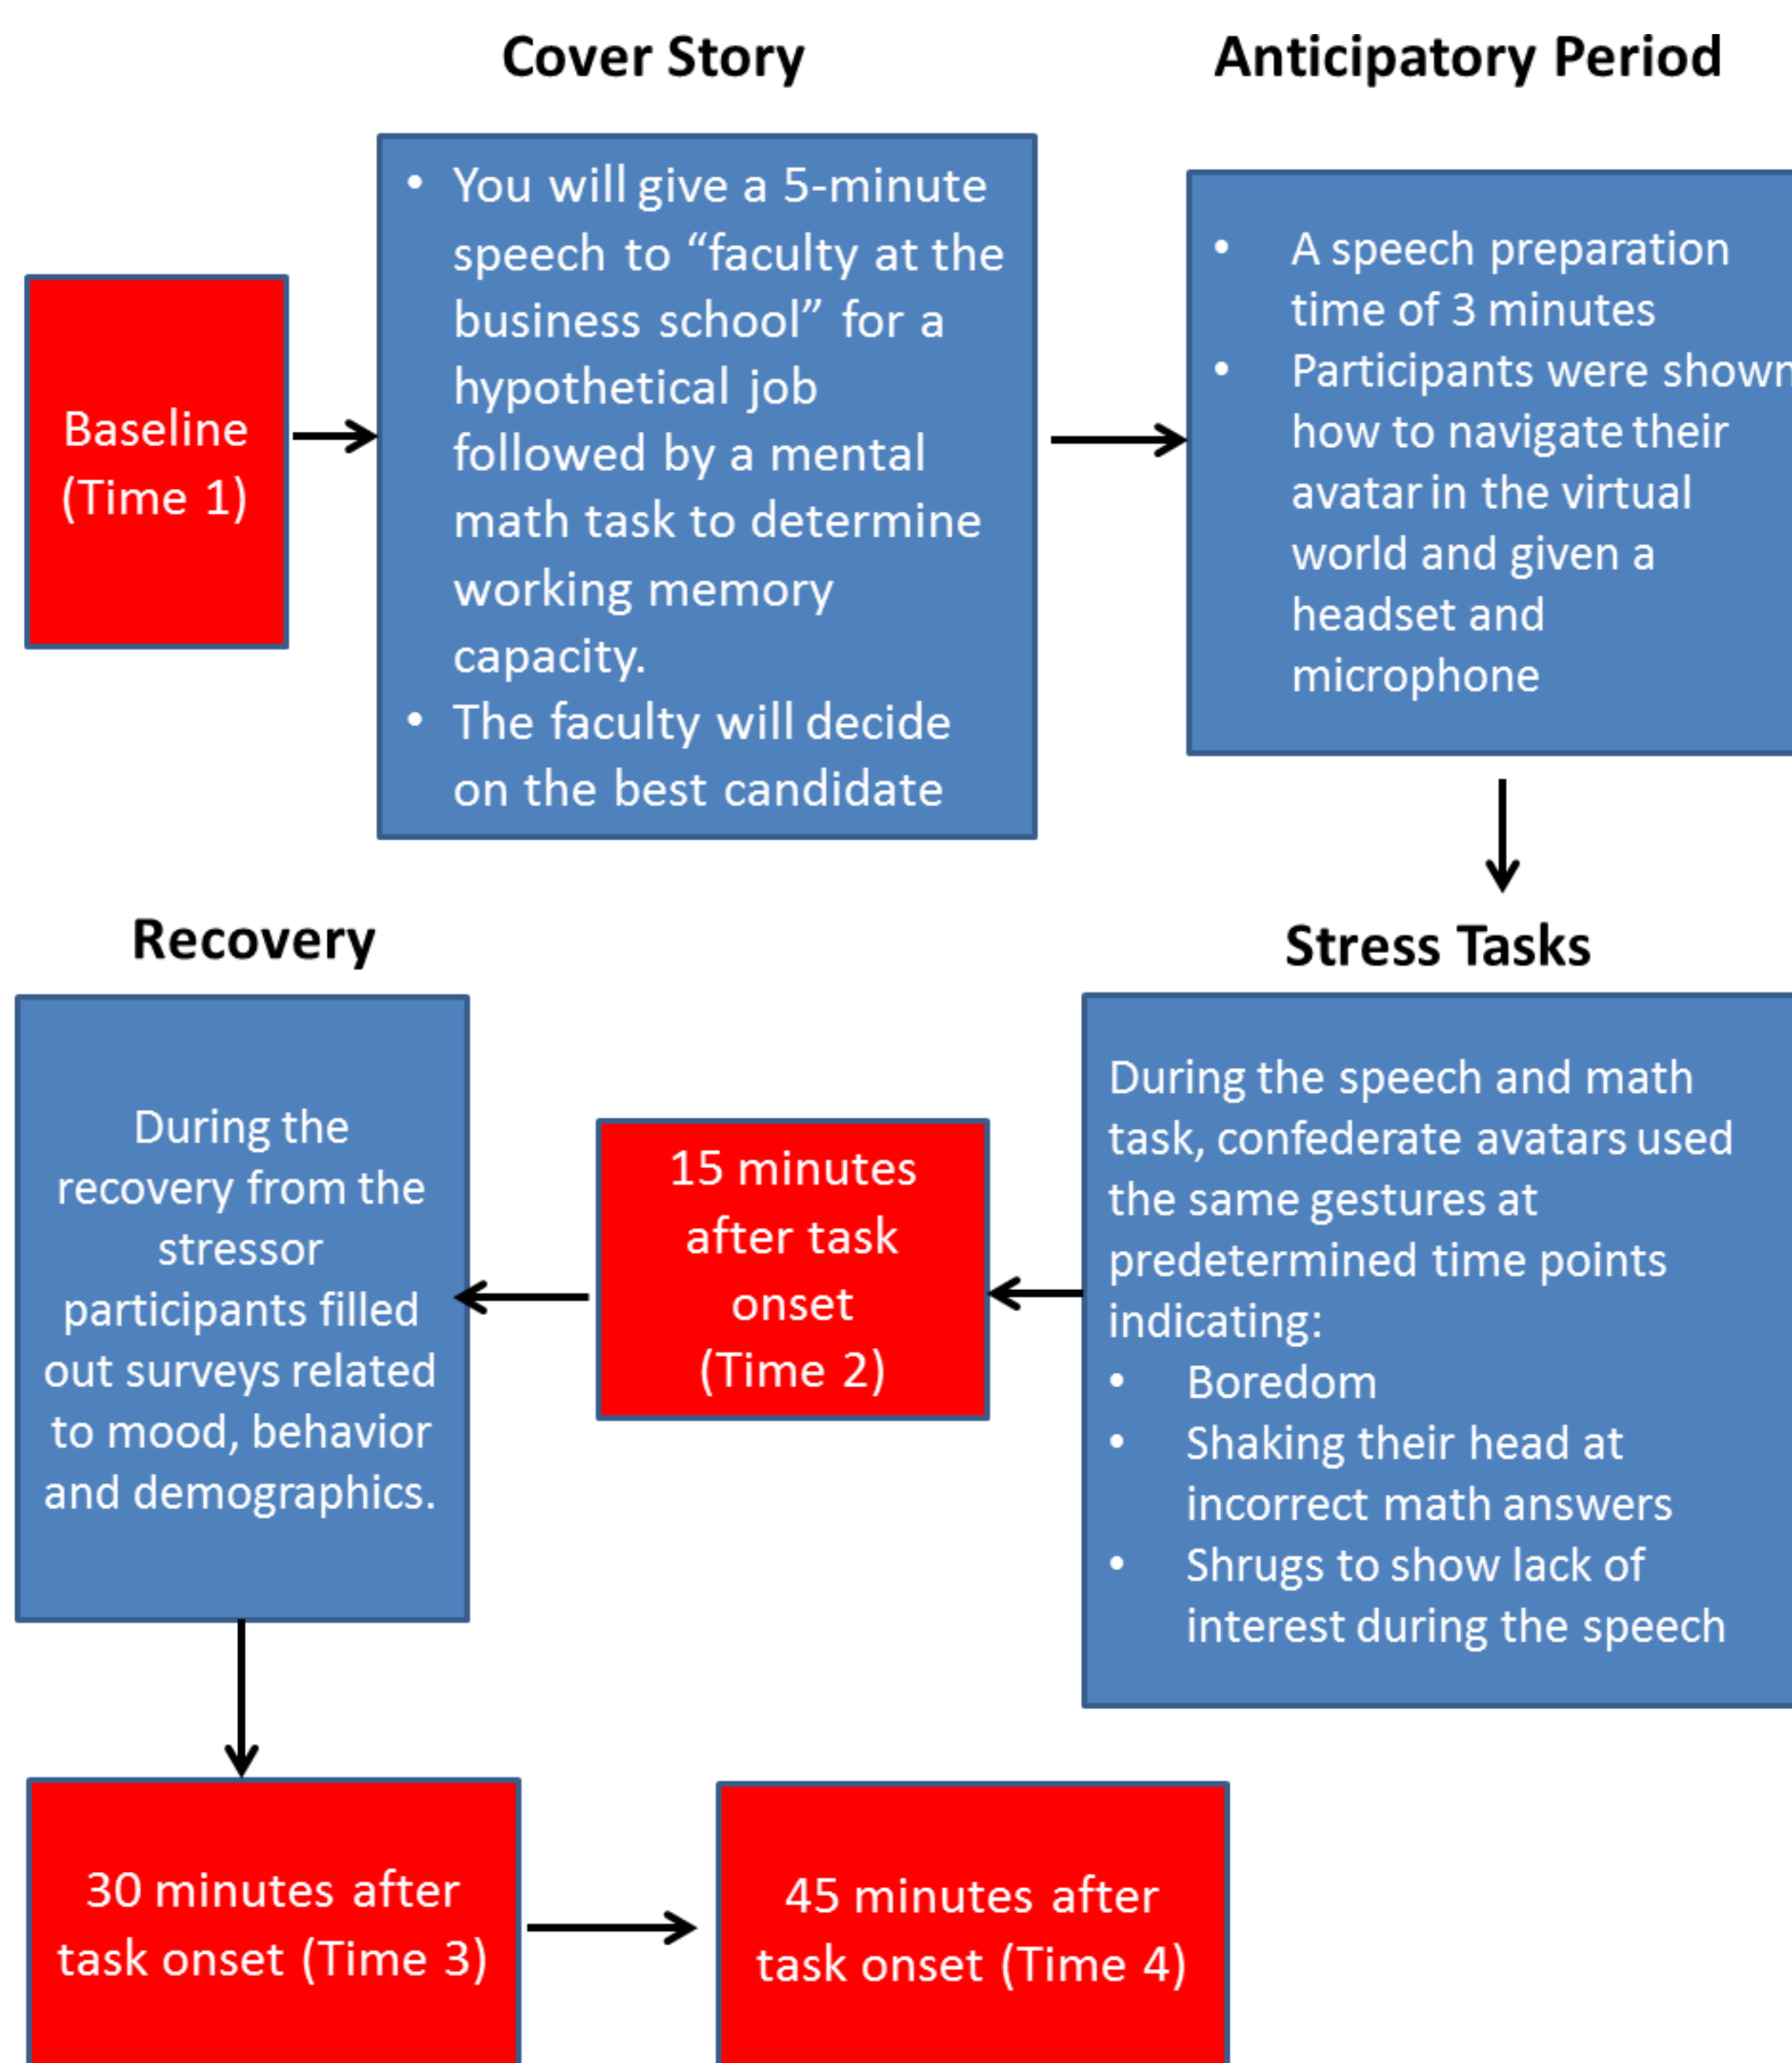 Cover Story
Anticipatory Period
Baseline
(Time 1)
• You will give a 5-minute
speech to “faculty at the
business school” for a
hypothetical job
followed by a mental
math task to determine
working memory
capacity.
• The faculty will decide
on the best candidate
• A speech preparation
time of 3 minutes
• Participants were shown
how to navigate their
avatar in the virtual
world and given a
headset and
microphone
Stress Tasks
During the speech and math
task, confederate avatars used
the same gestures at
predetermined time points
indicating:
• Boredom
• Shaking their head at
incorrect math answers
• Shrugs to show lack of
interest during the speech
15 minutes
after task
onset
(Time 2)
Recovery
During the
recovery from the
stressor
participants filled
out surveys related
to mood, behavior
and demographics.
30 minutes after
task onset (Time 3)
45 minutes after
task onset (Time 4)